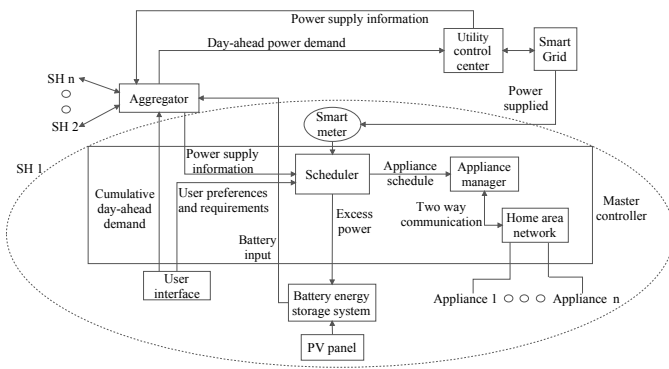 Power supply information
Day-ahead power demand
Utility
control
center
Smart
Grid
SH n
SH 2
Aggregator
Power
supplied
Smart
meter
SH 1
Power supply
information
Scheduler
Appliance
schedule
Appliance
manager
Cumulative
day-ahead
demand
User preferences
and requirements
Excess
power
Two way
communication
Home area
network
Master
controller
Battery
input
User
interface
Battery energy
storage system
Appliance 1
Appliance n
PV panel